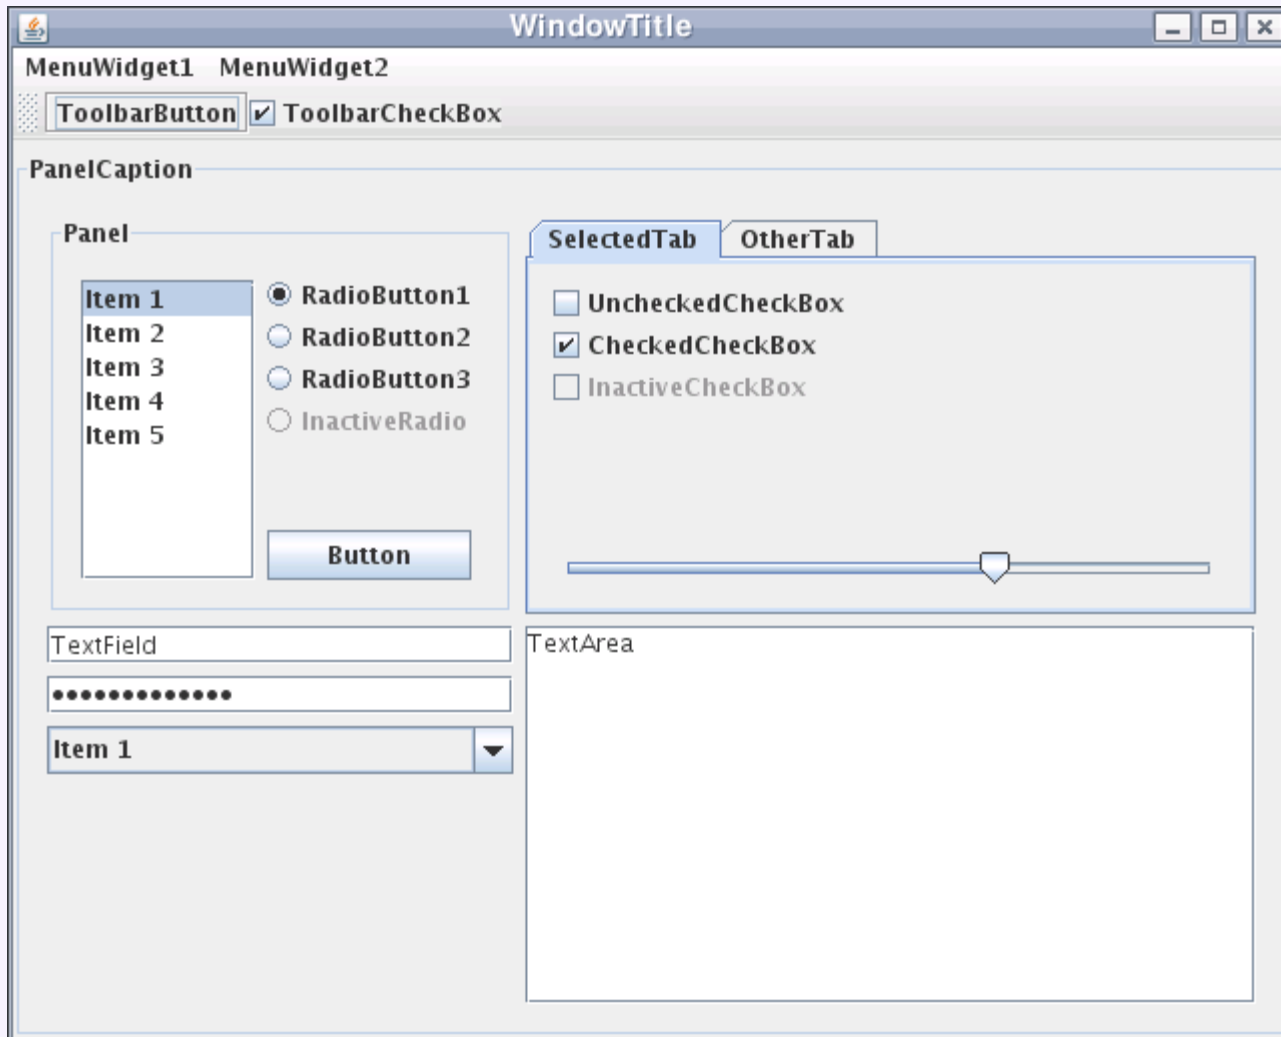 WindowTitle
MenuWidget1 MenuWidget2
ToolbarButton ToolbarCheckBox
PanelCaption
Panel
Item 1
Item 2
Item 3
Item 4
Item 5
RadioButton1
RadioButton2
RadioButton3
InactiveRadio
Button
SelectedTab OtherTab
UncheckedCheckBox
CheckedCheckBox
InactiveCheckBox
TextField
•••••••••••••
Item 1
TextArea